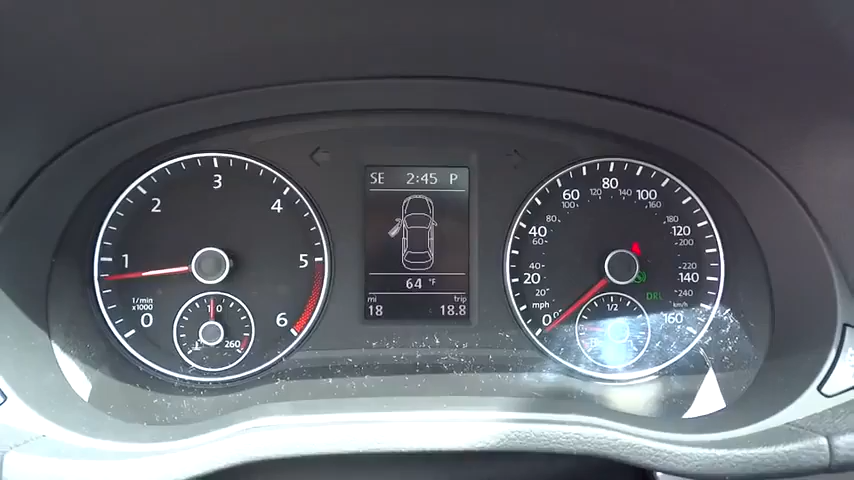 3
2
4
1
5
1/min
x1000
0
6
260
SE 2:45 P
64 °F
mi trip
18 18.8
80
60 120 140 100
100 160
40 80 180 120
60 200
20 40 220 140
20 240
mph km/h
0 160
DRL
1/2